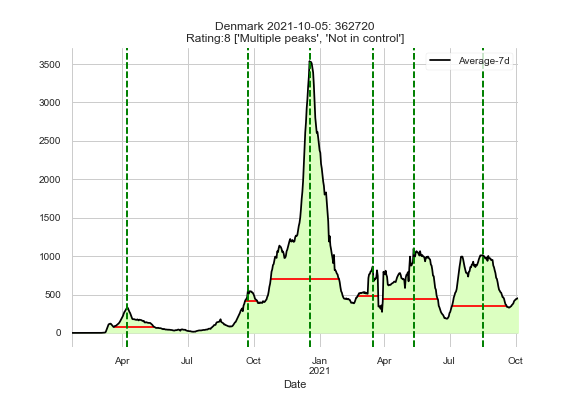 Denmark 2021-10-05: 362720
Rating:8 ['Multiple peaks', 'Not in control']
Average-7d
3500
3000
2500
2000
1500
1000
500
0
Apr
Jul
Oct
Jan
2021
Apr
Jul
Oct
Date